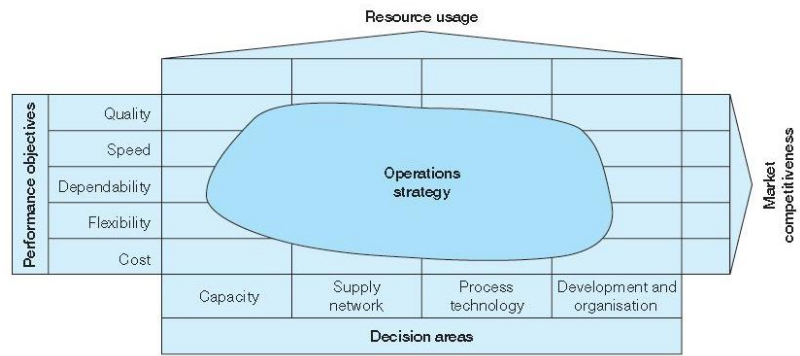 Resource usage
Performance objectives
Quality
Speed
Dependability
Flexibility
Cost
Operations
strategy
Market
competitiveness
Capacity
Supply
network
Process
technology
Development and
organisation
Decision areas